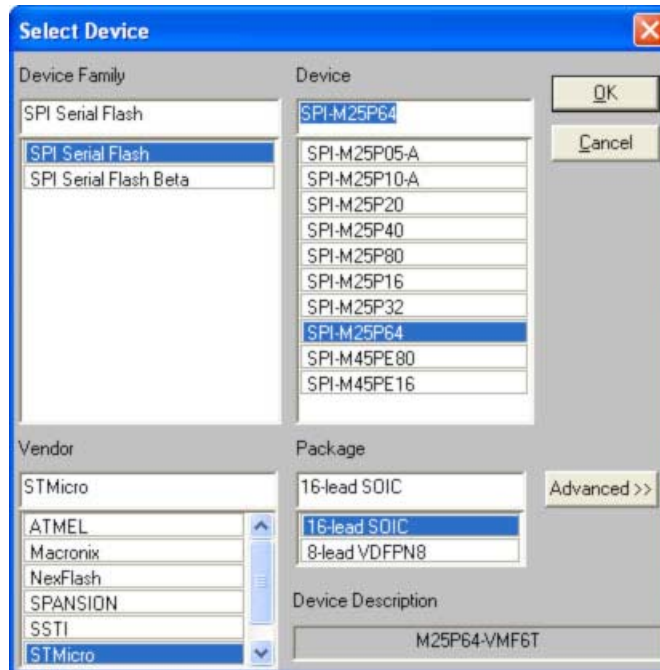 Select Device
Device Family
SPI Serial Flash
SPI Serial Flash
SPI Serial Flash Beta
Device
SPI-M25P64
SPI-M25P05-A
SPI-M25P10-A
SPI-M25P20
SPI-M25P40
SPI-M25P80
SPI-M25P16
SPI-M25P32
SPI-M25P64
SPI-M45PE80
SPI-M45PE16
OK
Cancel
Vendor
STMicro
ATMEL
Macronix
NexFlash
SPANSION
SSTI
STMicro
Package
16-lead SOIC
16-lead SOIC
8-lead VDFPN8
Advanced >>
Device Description
M25P64-VMF6T